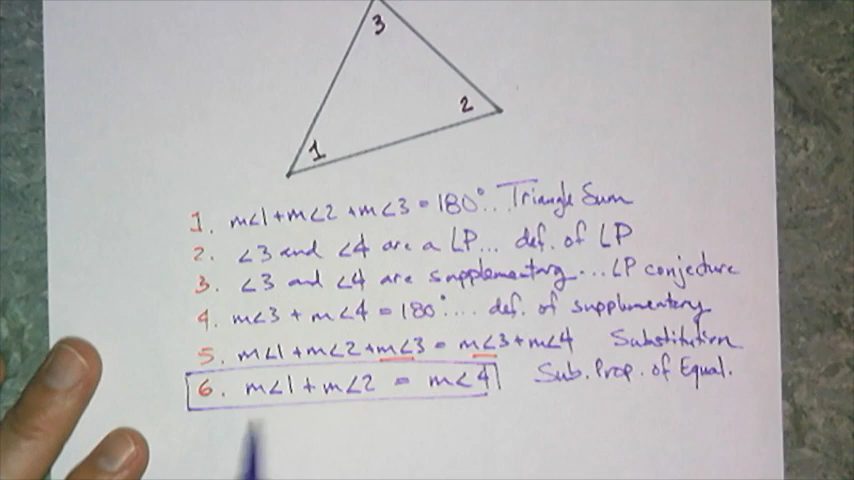 3
2
1
1. m∠1+m∠2+m∠3 = 180°... Triangle Sum
2. ∠3 and ∠4 are a LP... def. of LP
3. ∠3 and ∠4 are supplementary... LP conjecture
4. m∠3 + m∠4 = 180°.... def. of supplementary
5. m∠1 + m∠2 + m∠3 = m∠3 + m∠4 Substitution
6. m∠1 + m∠2 = m∠4 Sub. Prop. of Equal.